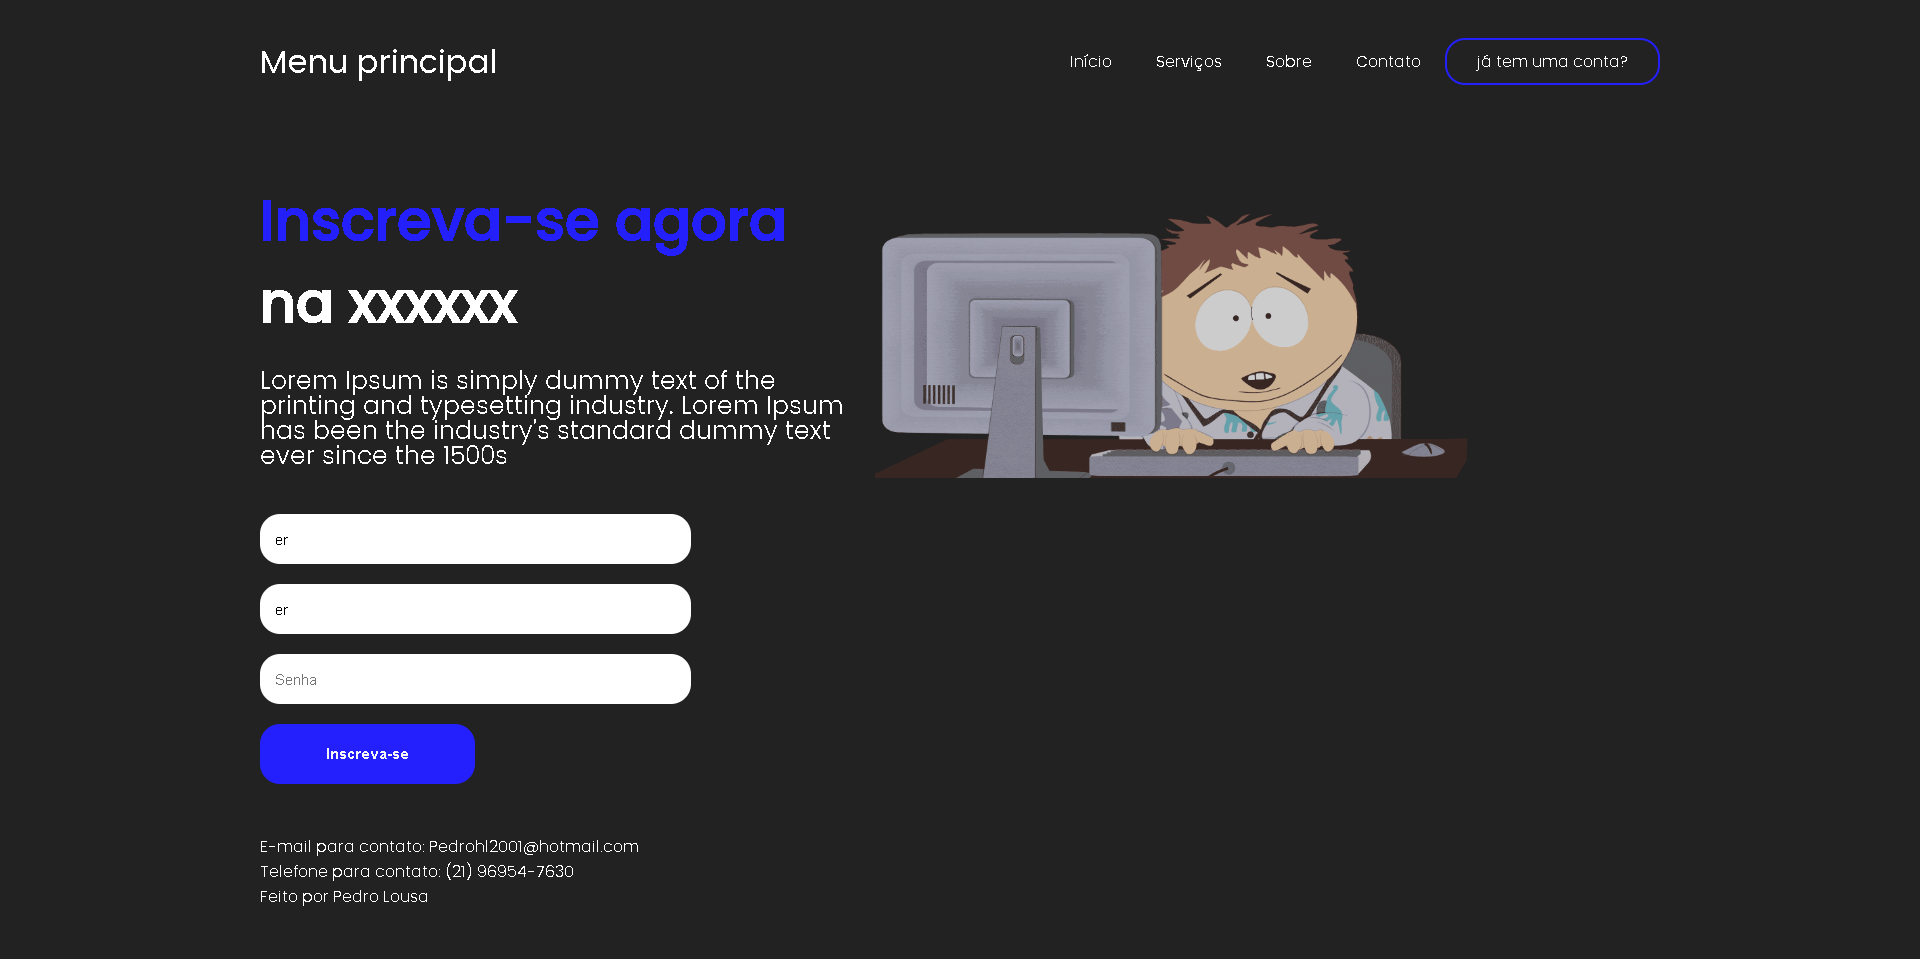 Menu principal
Início
Serviços
Sobre
Contato
já tem uma conta?
Inscreva-se agora
na xxxxxx
Lorem Ipsum is simply dummy text of the
printing and typesetting industry. Lorem Ipsum
has been the industry's standard dummy text
ever since the 1500s
er
er
Senha
Inscreva-se
E-mail para contato: Pedrohl2001@hotmail.com
Telefone para contato: (21) 96954-7630
Feito por Pedro Lousa